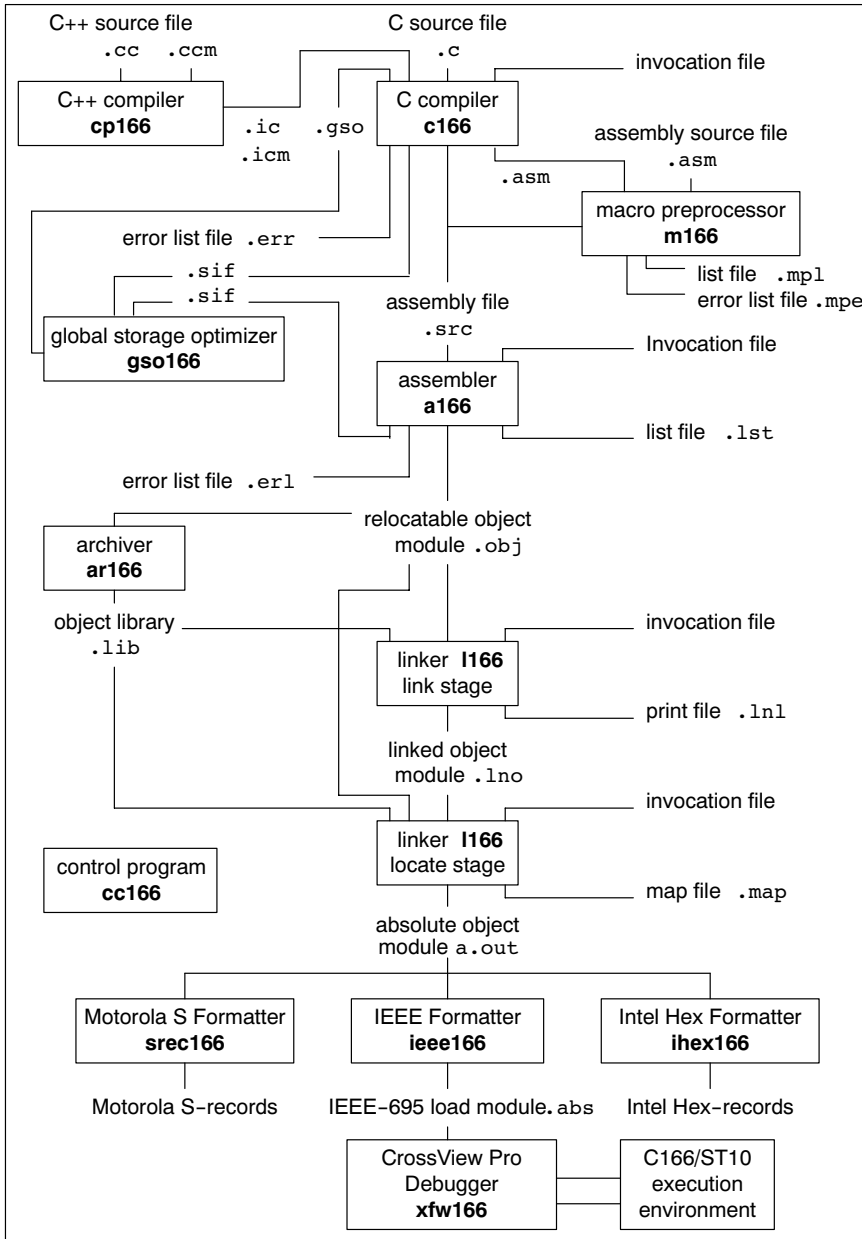 C++ source file
.cc .ccm
C source file
.c
invocation file
C++ compiler
cp166
.ic
.icm
.gso
C compiler
c166
assembly source file
.asm
.asm
macro preprocessor
m166
error list file .err
list file .mpl
error list file .mpe
.sif
.sif
assembly file
.src
global storage optimizer
gso166
Invocation file
assembler
a166
list file .lst
error list file .erl
relocatable object
module .obj
archiver
ar166
object library
.lib
invocation file
linker l166
link stage
print file .lnl
linked object
module .lno
invocation file
linker l166
locate stage
control program
cc166
map file .map
absolute object
module a.out
Motorola S Formatter
srec166
IEEE Formatter
ieee166
Intel Hex Formatter
ihex166
Motorola S-records
IEEE-695 load module.abs
Intel Hex-records
CrossView Pro
Debugger
xfw166
C166/ST10
execution
environment